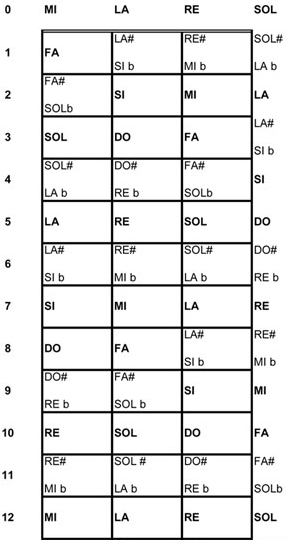 0 MI LA RE SOL
LA# RE# SOL#
1 FA
SI b MI b LA b
FA#
2 SI MI LA
SOLb
LA#
3 SOL DO FA
SI b
SOL# DO# FA#
4 SI
LA b RE b SOLb
5 LA RE SOL DO
LA# RE# SOL# DO#
6
SI b MI b LA b RE b
7 SI MI LA RE
LA# RE#
8 DO FA
SI b MI b
DO# FA#
9 SI MI
RE b SOL b
10 RE SOL DO FA
RE# SOL # DO# FA#
11
MI b LA b RE b SOLb
12 MI LA RE SOL